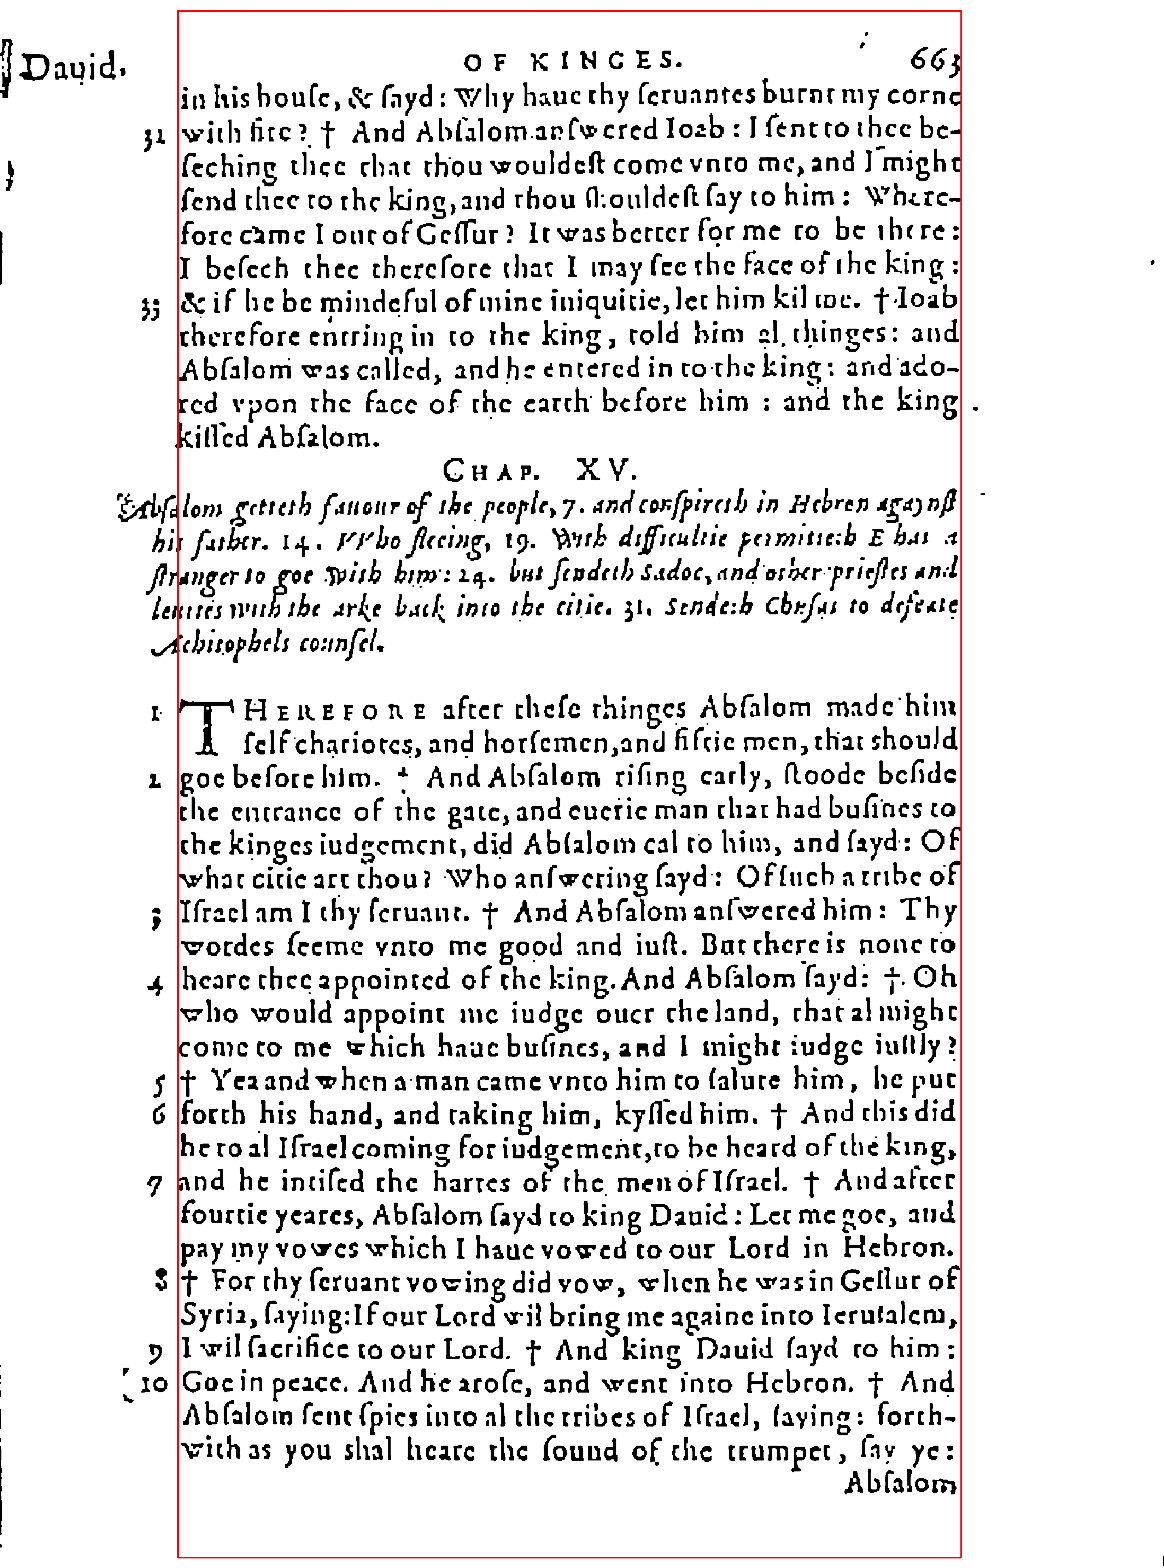 Dauid.
OF KINGES. 663
in his houſe, & ſayd: Why haue thy ſeruantes burnt my corne
31 with fire? † And Abſalom anſwered Ioab: I ſent to thee be-
ſeching thee that thou wouldeſt come vnto me, and I might
ſend thee to the king, and thou ſhouldeſt ſay to him: Where-
fore came I out of Geſſur? It was better for me to be there:
I beſech thee therefore that I may ſee the face of the king:
33 & if he be mindeful of mine iniquitie, let him kil me. † Ioab
therefore entring in to the king, told him al thinges: and
Abſalom was called, and he entered in to the king: and ado-
red vpon the face of the earth before him: and the king
kiſſed Abſalom.
CHAP. XV.
Abſalom getteth fauour of the people, 7. and conſpireth in Hebron agaynſt
his father. 14. VVho fleeing, 19. With difficultie permitteth Ethai a
ſtranger to goe With him: 24. but ſendeth Sadoc, and other prieſtes and
leuites with the arke back into the citie. 31. Sendeth Chuſai to defeate
Achitophels counſel.
1 THEREFORE after theſe thinges Abſalom made him
ſelf chariotes, and horſemen, and fiftie men, that should
2 goe before him. † And Abſalom riſing early, ſtoode beſide
the entrance of the gate, and euerie man that had buſines to
the kinges iudgement, did Abſalom cal to him, and ſayd: Of
what citie art thou? Who anſwering ſayd: Of ſuch a tribe of
3 Iſrael am I thy ſeruant. † And Abſalom anſwered him: Thy
wordes ſeeme vnto me good and iuſt. But there is none to
4 heare thee appointed of the king. And Abſalom ſayd: † Oh
who would appoint me iudge ouer the land, that al might
come to me which haue buſines, and I might iudge iuſtly?
5 † Yea and when a man came vnto him to ſalute him, he put
6 forth his hand, and taking him, kyſſed him. † And this did
he to al Iſrael coming for iudgement, to be heard of the king,
7 and he intiſed the hartes of the men of Iſrael. † And after
fourtie yeares, Abſalom ſayd to king Dauid: Let me goe, and
pay my vowes which I haue vowed to our Lord in Hebron.
8 † For thy ſeruant vowing did vow, when he was in Geſſur of
Syria, ſaying: If our Lord wil bring me againe into Ieruſalem,
9 I wil ſacrifice to our Lord. † And king Dauid ſayd to him:
10 Goe in peace. And he aroſe, and went into Hebron. † And
Abſalom ſent ſpies into al the tribes of Iſrael, ſaying: forth-
with as you shal heare the ſound of the trumpet, ſay ye:
Abſalom